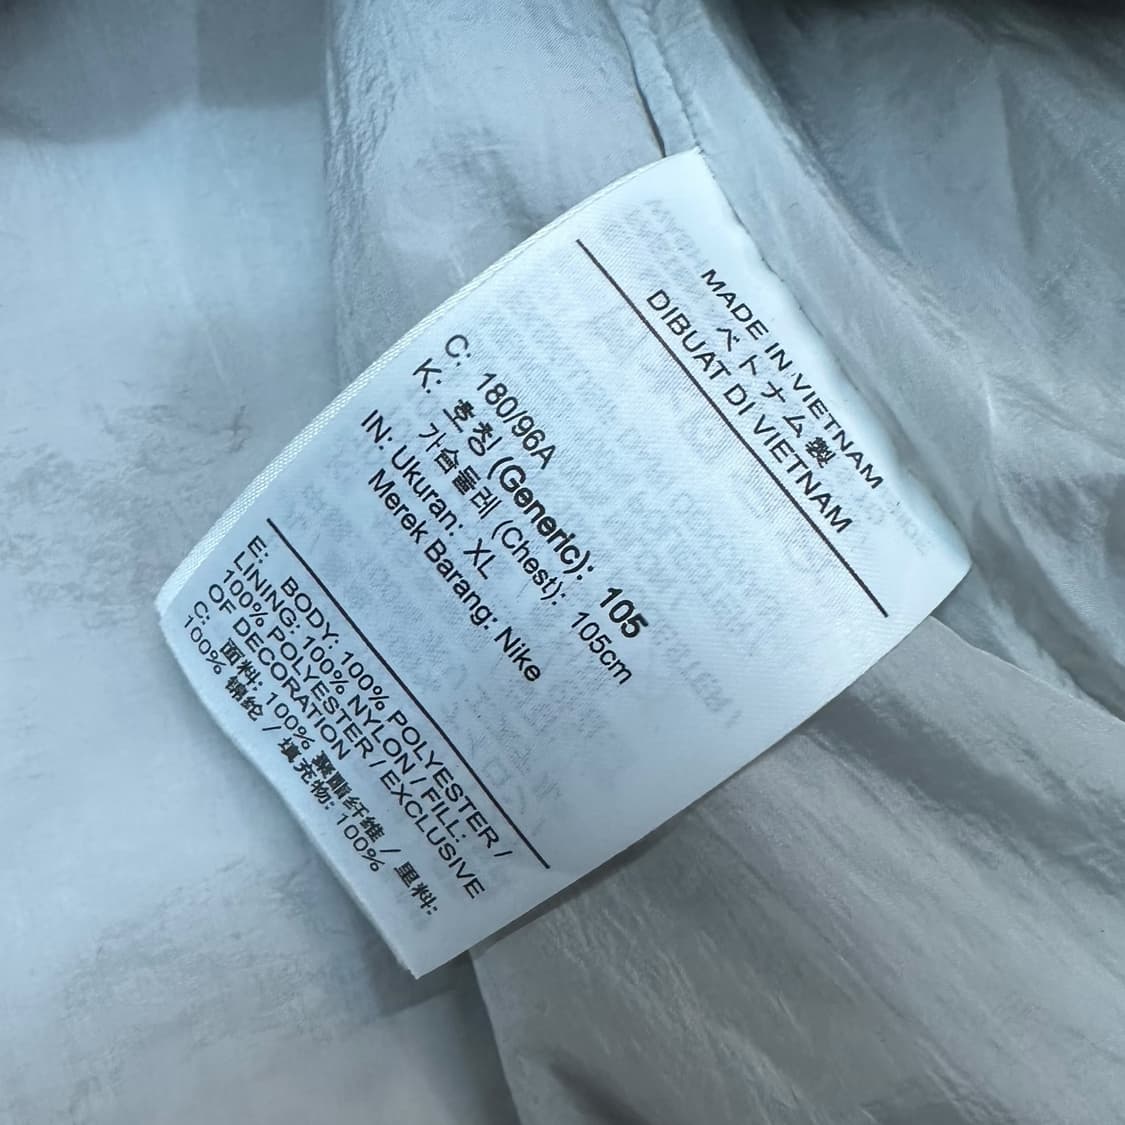 MADE IN VIETNAM
ベトナム製
DIBUAT DI VIETNAM
C: 180/96A
K: 호칭 (Generic): 105
가슴둘레 (Chest): 105cm
IN: Ukuran: XL
Merek Barang: Nike
E: BODY: 100% POLYESTER /
LINING: 100% NYLON / FILL:
100% POLYESTER / EXCLUSIVE
OF DECORATION
C: 面料: 100% 聚酯纤维 / 里料:
100% 锦纶 / 填充物: 100%